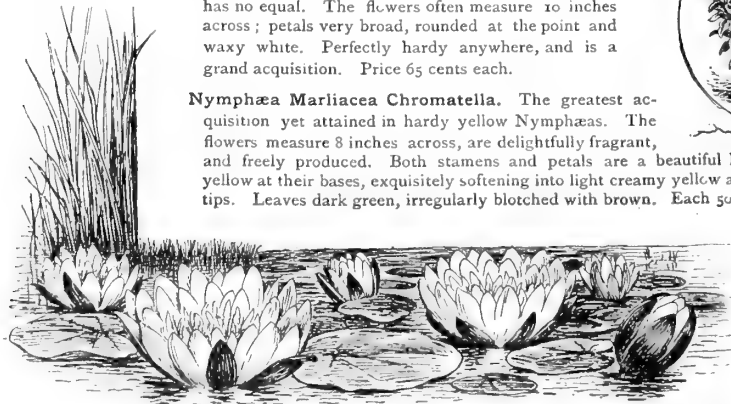 has no equal. The flowers often measure 10 inches
across ; petals very broad, rounded at the point and
waxy white. Perfectly hardy anywhere, and is a
grand acquisition. Price 65 cents each.
Nymphæa Marliacea Chromatella. The greatest ac-
quisition yet attained in hardy yellow Nymphæas. The
flowers measure 8 inches across, are delightfully fragrant,
and freely produced. Both stamens and petals are a beautiful
yellow at their bases, exquisitely softening into light creamy yellow
tips. Leaves dark green, irregularly blotched with brown. Each